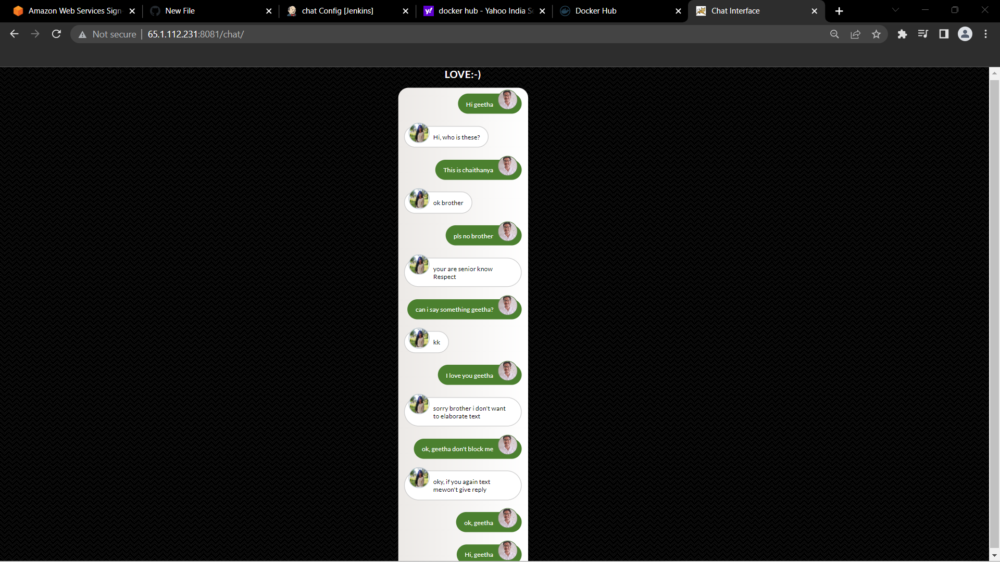 Amazon Web Services Sign-
New File
chat Config [Jenkins]
docker hub - Yahoo India Se
Docker Hub
Chat Interface
Not secure
65.1.112.231:8081/chat/
LOVE:-)
Hi geetha
Hi, who is these?
This is chaithanya
ok brother
pls no brother
your are senior know
Respect
can i say something geetha?
kk
I love you geetha
sorry brother i don't want
to elaborate text
ok, geetha don't block me
oky, if you again text
mewon't give reply
ok, geetha
Hi, geetha